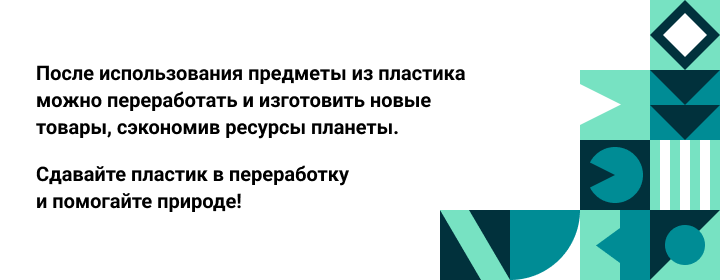 После использования предметы из пластика
можно переработать и изготовить новые
товары, сэкономив ресурсы планеты.
Сдавайте пластик в переработку
и помогайте природе!